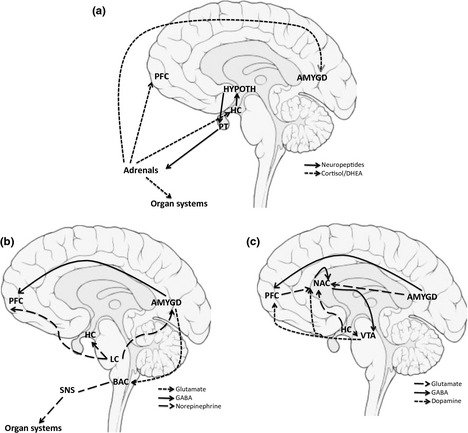 (a)
PFC
AMYGD
HYPOTH
HC
PT
Adrenals
Organ systems
Neuropeptides
Cortisol/DHEA
(b)
PFC
AMYGD
HC
LC
BAC
SNS
Organ systems
Glutamate
GABA
Norepinephrine
(c)
NAC
PFC
AMYGD
HC
VTA
Glutamate
GABA
Dopamine